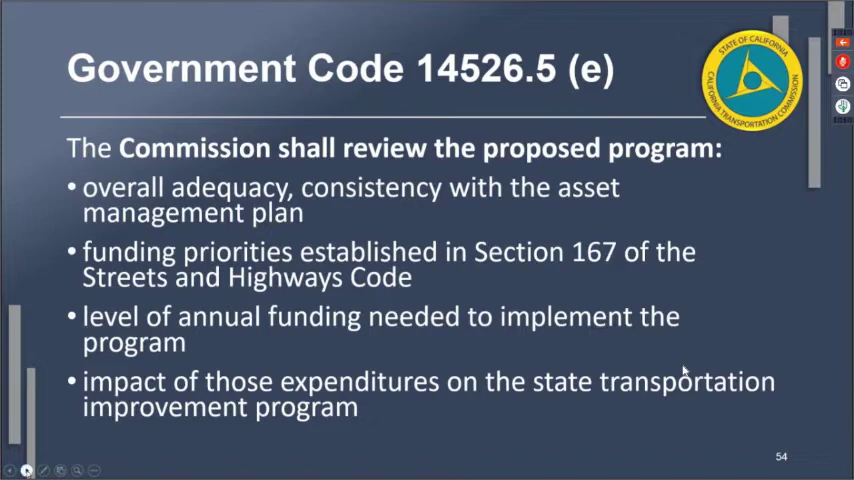 Government Code 14526.5 (e)
STATE OF CALIFORNIA
CALIFORNIA TRANSPORTATION COMMISSION
The Commission shall review the proposed program:
• overall adequacy, consistency with the asset
management plan
• funding priorities established in Section 167 of the
Streets and Highways Code
• level of annual funding needed to implement the
program
• impact of those expenditures on the state transportation
improvement program
54